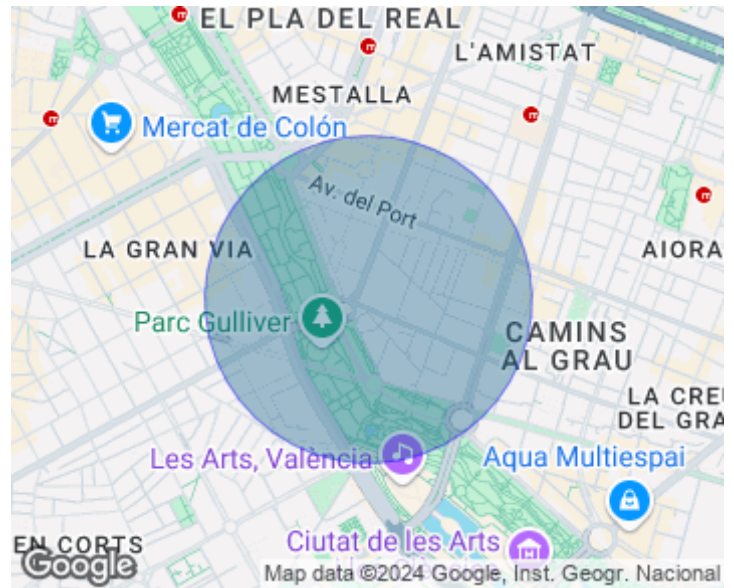 EL PLA DEL REAL
L'AMISTAT
MESTALLA
Mercat de Colón
Av. del Port
LA GRAN VIA
AIORA
Parc Gulliver
CAMINS
AL GRAU
LA CREU
DEL GRA
Les Arts, València
Aqua Multiespai
EN CORTS
Ciutat de les Arts
Google
Map data ©2024 Google, Inst. Geogr. Nacional